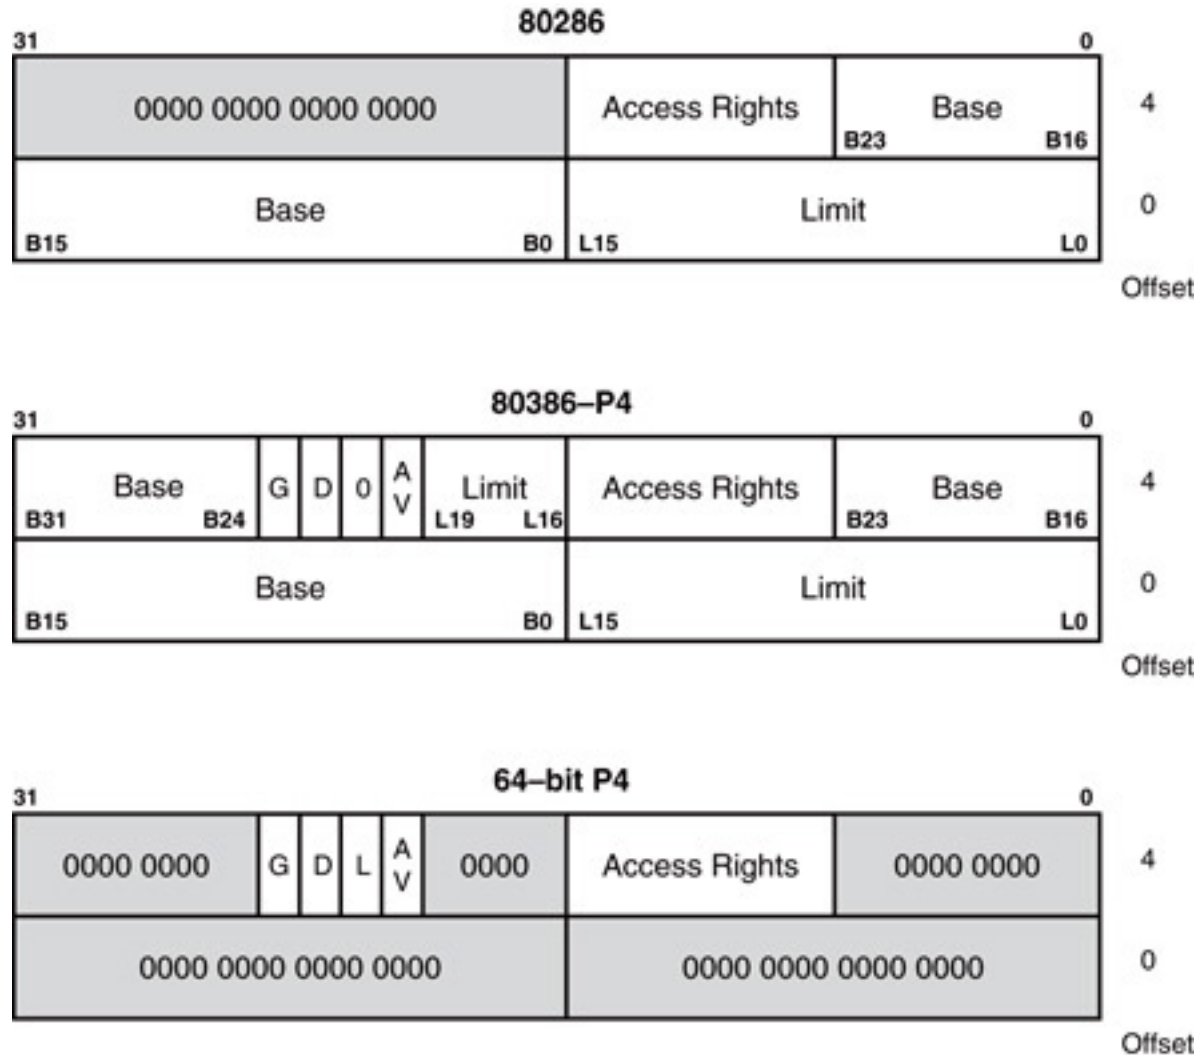 80286
31 0
0000 0000 0000 0000 Access Rights Base 4
B23 B16
Base Limit 0
B15 B0 L15 L0
Offset
80386–P4
31 0
Base G D 0 A V Limit Access Rights Base 4
B31 B24 L19 L16 B23 B16
Base Limit 0
B15 B0 L15 L0
Offset
64–bit P4
31 0
0000 0000 G D L A V 0000 Access Rights 0000 0000 4
0000 0000 0000 0000 0000 0000 0000 0000 0
Offset